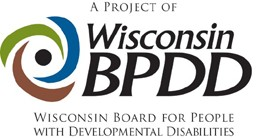 A Project of
Wisconsin
BPDD
Wisconsin Board for People
with Developmental Disabilities